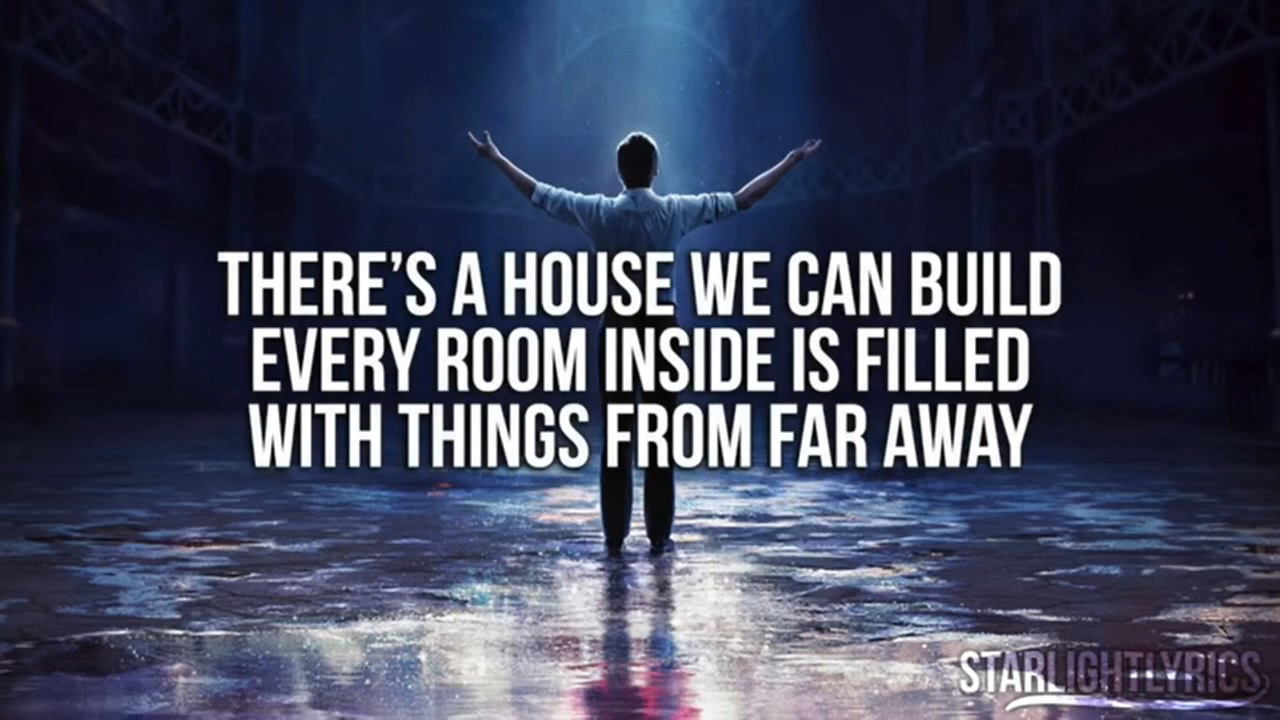 THERE'S A HOUSE WE CAN BUILD
EVERY ROOM INSIDE IS FILLED
WITH THINGS FROM FAR AWAY
STARLIGHTLYRICS